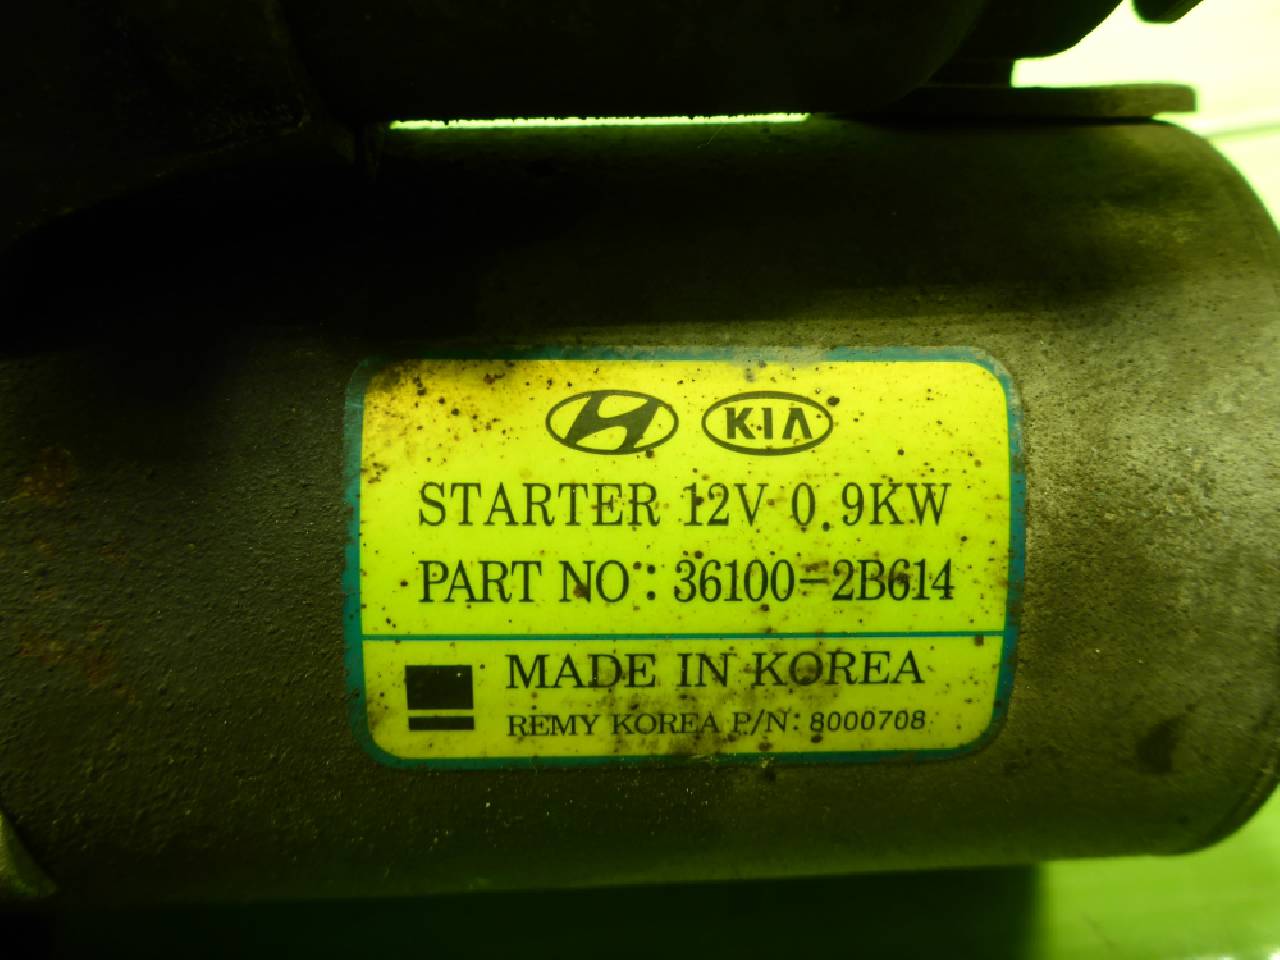 KIA
STARTER 12V 0.9KW
PART NO: 36100-2B614
MADE IN KOREA
REMY KOREA P/N: 8000708